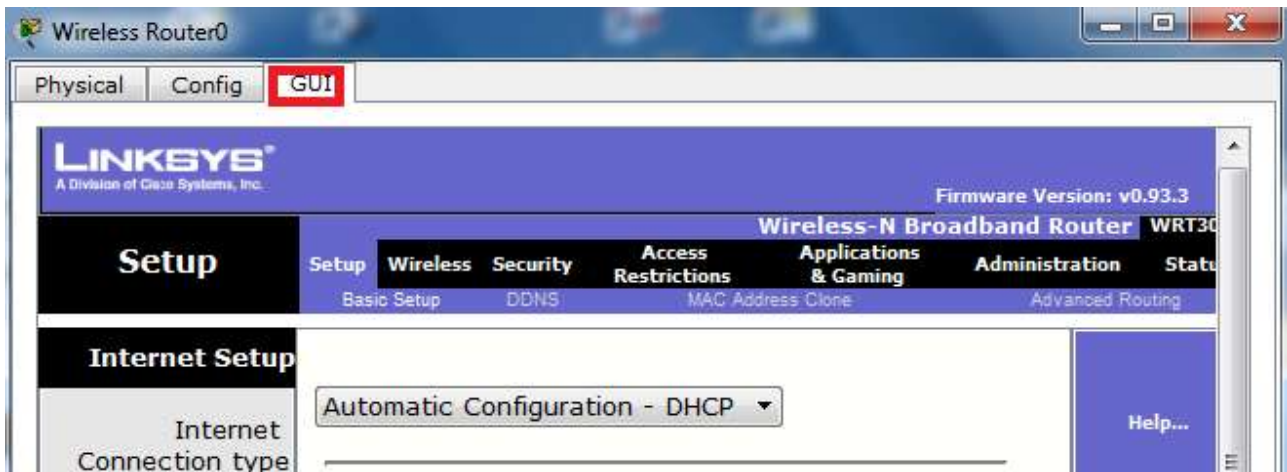 Wireless Router0
Physical Config GUI
LINKSYS®
A Division of Cisco Systems, Inc.
Firmware Version: v0.93.3
Wireless-N Broadband Router WRT30
Setup
Setup Wireless Security Access Restrictions Applications & Gaming Administration Statu
Basic Setup DDNS MAC Address Clone Advanced Routing
Internet Setup
Automatic Configuration - DHCP
Internet
Connection type
Help...